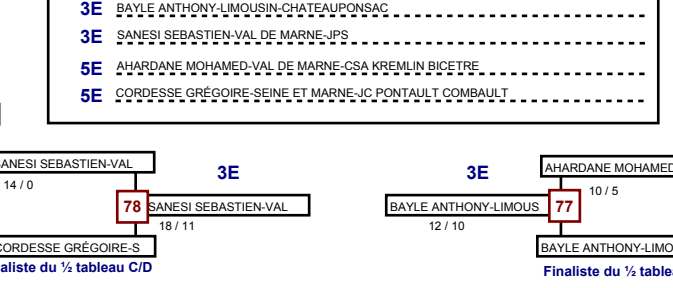 3E BAYLE ANTHONY-LIMOUSIN-CHATEAUPONSAC
3E SANESI SEBASTIEN-VAL DE MARNE-JPS
5E AHARDANE MOHAMED-VAL DE MARNE-CSA KREMLIN BICETRE
5E CORDESSE GRÉGOIRE-SEINE ET MARNE-JC PONTAULT COMBAULT
SANESI SEBASTIEN-VAL
14 / 0
3E
78 SANESI SEBASTIEN-VAL
18 / 11
CORDESSE GRÉGOIRE-S
aliste du ½ tableau C/D
3E
AHARDANE MOHAMED
10 / 5
BAYLE ANTHONY-LIMOUS 77
12 / 10
BAYLE ANTHONY-LIMO
Finaliste du ½ tablea